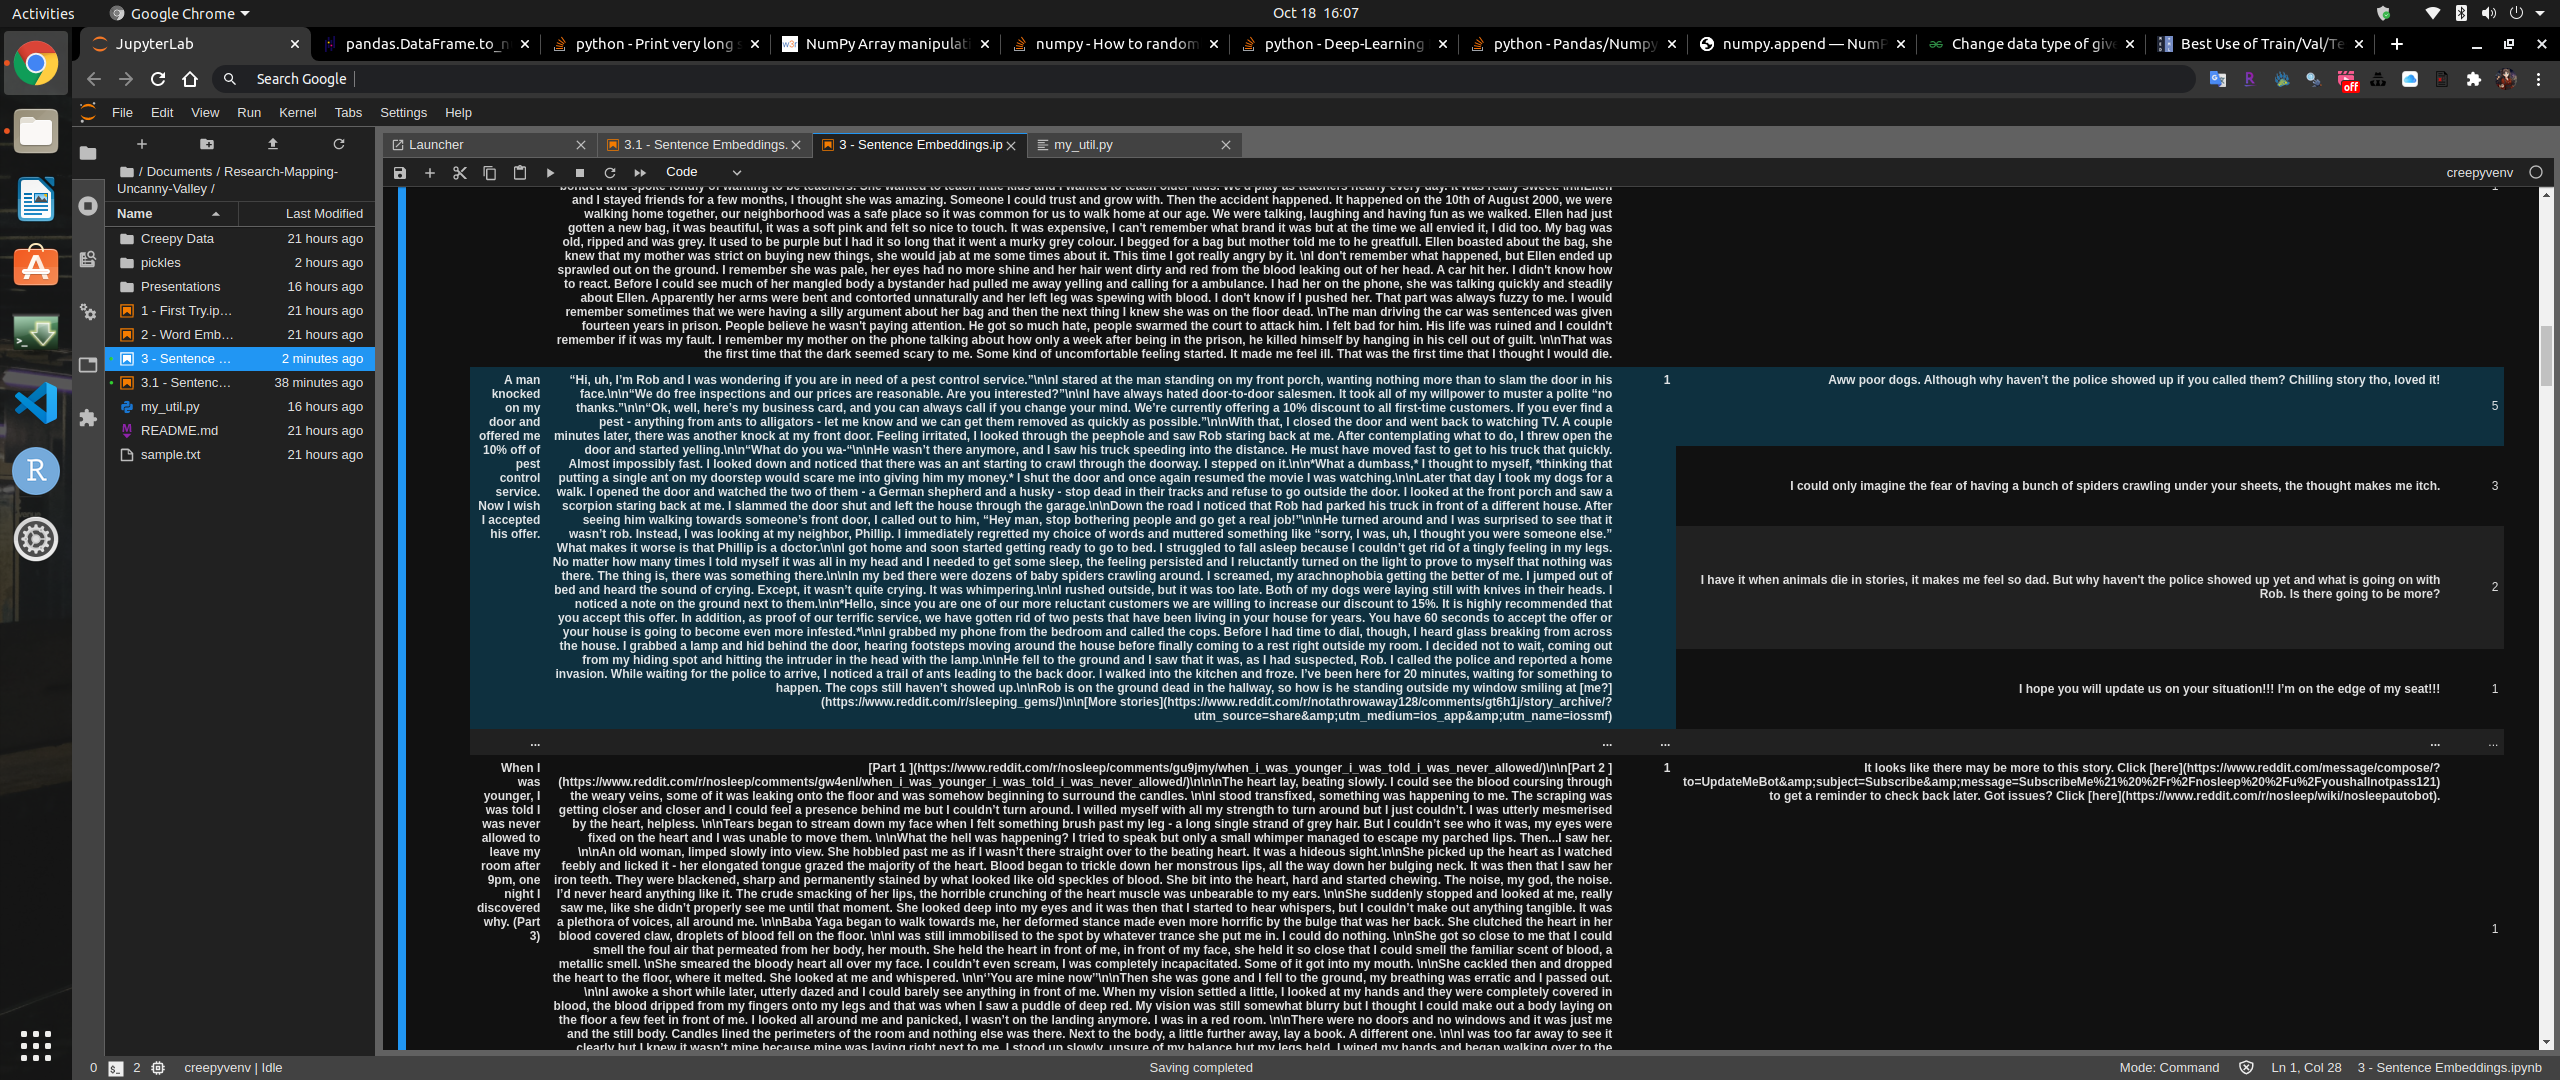 Activities
Google Chrome
Oct 18 16:07
JupyterLab
pandas.DataFrame.to_n
python - Print very long s
NumPy Array manipulati
numpy - How to random
python - Deep-Learning
python - Pandas/Numpy
numpy.append — NumP
Change data type of give
Best Use of Train/Val/Te
Search Google
off
File Edit View Run Kernel Tabs Settings Help
/ Documents / Research-Mapping-
Uncanny-Valley /
Name Last Modified
Creepy Data 21 hours ago
pickles 2 hours ago
Presentations 16 hours ago
1 - First Try.ip… 21 hours ago
2 - Word Emb… 21 hours ago
3 - Sentence … 2 minutes ago
3.1 - Sentenc… 38 minutes ago
my_util.py 16 hours ago
README.md 21 hours ago
sample.txt 21 hours ago
Launcher
3.1 - Sentence Embeddings.
3 - Sentence Embeddings.ip
my_util.py
Code
creepyvenv
bonded and spoke fondly of wanting to be teachers. She wanted to teach little kids and I wanted to teach older kids. We'd play as teachers nearly every day. It was really sweet. \n\nEllen
and I stayed friends for a few months, I thought she was amazing. Someone I could trust and grow with. Then the accident happened. It happened on the 10th of August 2000, we were
walking home together, our neighborhood was a safe place so it was common for us to walk home at our age. We were talking, laughing and having fun as we walked. Ellen had just
gotten a new bag, it was beautiful, it was a soft pink and felt so nice to touch. It was expensive, I can't remember what brand it was but at the time we all envied it, I did too. My bag was
old, ripped and was grey. It used to be purple but I had it so long that it went a murky grey colour. I begged for a bag but mother told me to he greatfull. Ellen boasted about the bag, she
knew that my mother was strict on buying new things, she would jab at me some times about it. This time I got really angry by it. \nI don't remember what happened, but Ellen ended up
sprawled out on the ground. I remember she was pale, her eyes had no more shine and her hair went dirty and red from the blood leaking out of her head. A car hit her. I didn't know how
to react. Before I could see much of her mangled body a bystander had pulled me away yelling and calling for a ambulance. I had her on the phone, she was talking quickly and steadily
about Ellen. Apparently her arms were bent and contorted unnaturally and her left leg was spewing with blood. I don't know if I pushed her. That part was always fuzzy to me. I would
remember sometimes that we were having a silly argument about her bag and then the next thing I knew she was on the floor dead. \nThe man driving the car was sentenced was given
fourteen years in prison. People believe he wasn't paying attention. He got so much hate, people swarmed the court to attack him. I felt bad for him. His life was ruined and I couldn't
remember if it was my fault. I remember my mother on the phone talking about how only a week after being in the prison, he killed himself by hanging in his cell out of guilt. \n\nThat was
the first time that the dark seemed scary to me. Some kind of uncomfortable feeling started. It made me feel ill. That was the first time that I thought I would die.
1
A man
knocked
on my
door and
offered me
10% off of
pest
control
service.
Now I wish
I accepted
his offer.
“Hi, uh, I’m Rob and I was wondering if you are in need of a pest control service.”\n\nI stared at the man standing on my front porch, wanting nothing more than to slam the door in his
face.\n\n“We do free inspections and our prices are reasonable. Are you interested?”\n\nI have always hated door-to-door salesmen. It took all of my willpower to muster a polite “no
thanks.”\n\n“Ok, well, here’s my business card, and you can always call if you change your mind. We’re currently offering a 10% discount to all first-time customers. If you ever find a
pest - anything from ants to alligators - let me know and we can get them removed as quickly as possible.”\n\nWith that, I closed the door and went back to watching TV. A couple
minutes later, there was another knock at my front door. Feeling irritated, I looked through the peephole and saw Rob staring back at me. After contemplating what to do, I threw open the
door and started yelling.\n\n“What do you wa-“\n\nHe wasn’t there anymore, and I saw his truck speeding into the distance. He must have moved fast to get to his truck that quickly.
Almost impossibly fast. I looked down and noticed that there was an ant starting to crawl through the doorway. I stepped on it.\n\n*What a dumbass,* I thought to myself, *thinking that
putting a single ant on my doorstep would scare me into giving him my money.* I shut the door and once again resumed the movie I was watching.\n\nLater that day I took my dogs for a
walk. I opened the door and watched the two of them - a German shepherd and a husky - stop dead in their tracks and refuse to go outside the door. I looked at the front porch and saw a
scorpion staring back at me. I slammed the door shut and left the house through the garage.\n\nDown the road I noticed that Rob had parked his truck in front of a different house. After
seeing him walking towards someone’s front door, I called out to him, “Hey man, stop bothering people and go get a real job!”\n\nHe turned around and I was surprised to see that it
wasn’t rob. Instead, I was looking at my neighbor, Phillip. I immediately regretted my choice of words and muttered something like “sorry, I was, uh, I thought you were someone else.”
What makes it worse is that Phillip is a doctor.\n\nI got home and soon started getting ready to go to bed. I struggled to fall asleep because I couldn’t get rid of a tingly feeling in my legs.
No matter how many times I told myself it was all in my head and I needed to get some sleep, the feeling persisted and I reluctantly turned on the light to prove to myself that nothing was
there. The thing is, there was something there.\n\nIn my bed there were dozens of baby spiders crawling around. I screamed, my arachnophobia getting the better of me. I jumped out of
bed and heard the sound of crying. Except, it wasn’t quite crying. It was whimpering.\n\nI rushed outside, but it was too late. Both of my dogs were laying still with knives in their heads. I
noticed a note on the ground next to them.\n\n*Hello, since you are one of our more reluctant customers we are willing to increase our discount to 15%. It is highly recommended that
you accept this offer. In addition, as proof of our terrific service, we have gotten rid of two pests that have been living in your house for years. You have 60 seconds to accept the offer or
your house is going to become even more infested.*\n\nI grabbed my phone from the bedroom and called the cops. Before I had time to dial, though, I heard glass breaking from across
the house. I grabbed a lamp and hid behind the door, hearing footsteps moving around the house before finally coming to a rest right outside my room. I decided not to wait, coming out
from my hiding spot and hitting the intruder in the head with the lamp.\n\nHe fell to the ground and I saw that it was, as I had suspected, Rob. I called the police and reported a home
invasion. While waiting for the police to arrive, I noticed a trail of ants leading to the back door. I walked into the kitchen and froze. I’ve been here for 20 minutes, waiting for something to
happen. The cops still haven’t showed up.\n\nRob is on the ground dead in the hallway, so how is he standing outside my window smiling at [me?]
(https://www.reddit.com/r/sleeping_gems/)\n\n[More stories](https://www.reddit.com/r/notathrowaway128/comments/gt6h1j/story_archive/?
utm_source=share&amp;utm_medium=ios_app&amp;utm_name=iossmf)
1
Aww poor dogs. Although why haven’t the police showed up if you called them? Chilling story tho, loved it!
5
I could only imagine the fear of having a bunch of spiders crawling under your sheets, the thought makes me itch.
3
I have it when animals die in stories, it makes me feel so dad. But why haven't the police showed up yet and what is going on with
Rob. Is there going to be more?
2
I hope you will update us on your situation!!! I’m on the edge of my seat!!!
1
... ... ... ... ...
When I
was
younger, I
was told I
was never
allowed to
leave my
room after
9pm, one
night I
discovered
why. (Part
3)
[Part 1 ](https://www.reddit.com/r/nosleep/comments/gu9jmy/when_i_was_younger_i_was_told_i_was_never_allowed/)\n\n[Part 2 ]
(https://www.reddit.com/r/nosleep/comments/gw4enl/when_i_was_younger_i_was_told_i_was_never_allowed/)\n\n\nThe heart lay, beating slowly. I could see the blood coursing through
the weary veins, some of it was leaking onto the floor and was somehow beginning to surround the candles. \n\nI stood transfixed, something was happening to me. The scraping was
getting closer and closer and I could feel a presence behind me but I couldn’t turn around. I willed myself with all my strength to turn around but I just couldn’t. I was utterly mesmerised
by the heart, helpless. \n\nTears began to stream down my face when I felt something brush past my leg - a long single strand of grey hair. But I couldn’t see who it was, my eyes were
fixed on the heart and I was unable to move them. \n\nWhat the hell was happening? I tried to speak but only a small whimper managed to escape my parched lips. Then...I saw her.
\n\nAn old woman, limped slowly into view. She hobbled past me as if I wasn’t there straight over to the beating heart. It was a hideous sight.\n\nShe picked up the heart as I watched
feebly and licked it - her elongated tongue grazed the majority of the heart. Blood began to trickle down her monstrous lips, all the way down her bulging neck. It was then that I saw her
iron teeth. They were blackened, sharp and permanently stained by what looked like old speckles of blood. She bit into the heart, hard and started chewing. The noise, my god, the noise.
I’d never heard anything like it. The crude smacking of her lips, the horrible crunching of the heart muscle was unbearable to my ears. \n\nShe suddenly stopped and looked at me, really
saw me, like she didn’t properly see me until that moment. She looked deep into my eyes and it was then that I started to hear whispers, but I couldn’t make out anything tangible. It was
a plethora of voices, all around me. \n\nBaba Yaga began to walk towards me, her deformed stance made even more horrific by the bulge that was her back. She clutched the heart in her
blood covered claw, droplets of blood fell on the floor. \n\nI was still immobilised to the spot by whatever trance she put me in. I could do nothing. \n\nShe got so close to me that I could
smell the foul air that permeated from her body, her mouth. She held the heart in front of me, in front of my face, she held it so close that I could smell the familiar scent of blood, a
metallic smell. \nShe smeared the bloody heart all over my face. I couldn’t even scream, I was completely incapacitated. Some of it got into my mouth. \n\nShe cackled then and dropped
the heart to the floor, where it melted. She looked at me and whispered. \n\n‘’You are mine now’’\n\nThen she was gone and I fell to the ground, my breathing was erratic and I passed out.
\n\nI awoke a short while later, utterly dazed and I could barely see anything in front of me. When my vision settled a little, I looked at my hands and they were completely covered in
blood, the blood dripped from my fingers onto my legs and that was when I saw a puddle of deep red. My vision was still somewhat blurry but I thought I could make out a body laying on
the floor a few feet in front of me. I looked all around me and panicked, I wasn’t on the landing anymore. I was in a red room. \n\nThere were no doors and no windows and it was just me
and the still body. Candles lined the perimeters of the room and nothing else was there. Next to the body, a little further away, lay a book. A different one. \n\nI was too far away to see it
clearly but I knew it wasn’t mine because mine was laying right next to me. I stood up slowly, unsure of my balance but my legs held. I wiped my hands and began walking over to the
1
It looks like there may be more to this story. Click [here](https://www.reddit.com/message/compose/?
to=UpdateMeBot&amp;subject=Subscribe&amp;message=SubscribeMe%21%20%2Fr%2Fnosleep%20%2Fu%2Fyoushallnotpass121)
to get a reminder to check back later. Got issues? Click [here](https://www.reddit.com/r/nosleep/wiki/nosleepautobot).
1
0 2 creepyvenv | Idle
Saving completed
Mode: Command
Ln 1, Col 28
3 - Sentence Embeddings.ipynb